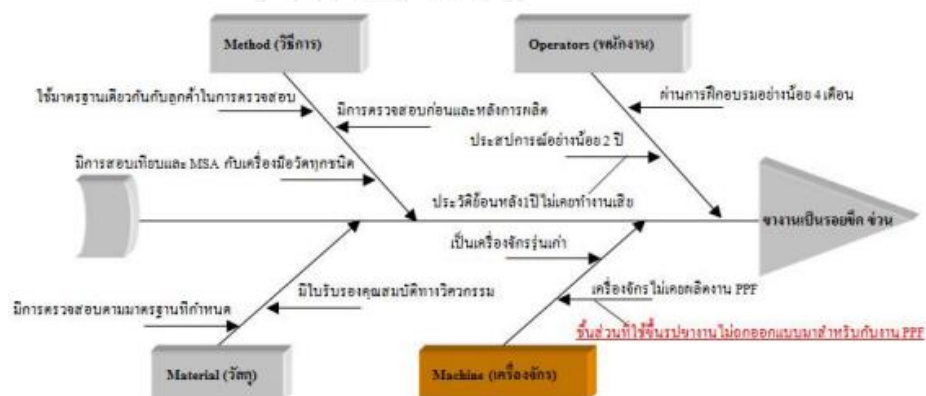 Method (วิธีการ)
Operators (พนักงาน)
ใช้มาตรฐานเดียวกันกับลูกค้าในการตรวจสอบ
ผ่านการฝึกอบรมอย่างน้อย 4 เดือน
มีการตรวจสอบก่อนและหลังการผลิต
ประสปการณ์อย่างน้อย 2 ปี
มีการสอบเทียบและ MSA กับเครื่องมือวัดทุกชนิด
ประวัติย้อนหลัง1ปีไม่เคยทำงานเสีย
ขางานเป็นรอยขีด ข่วน
เป็นเครื่องจักรรุ่นเก่า
มีใบรับรองคุณสมบัติทางวิศวกรรม
เครื่องจักรไม่เคยผลิตงาน PPF
มีการตรวจสอบตามมาตรฐานที่กำหนด
ชิ้นส่วนที่ใช้ขึ้นรูปขางานไม่ถูกออกแบบมาสำหรับกับงาน PPF
Material (วัสดุ)
Machine (เครื่องจักร)